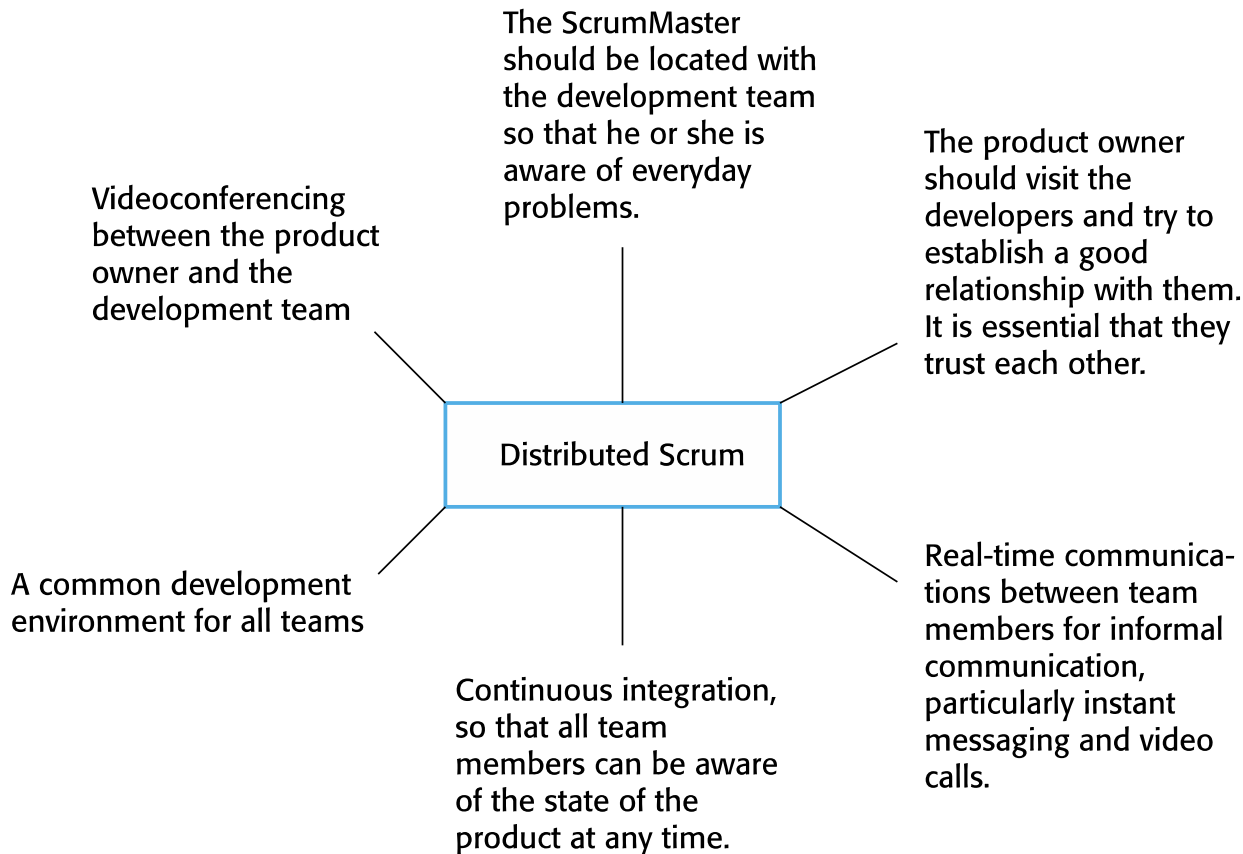 The ScrumMaster
should be located with
the development team
so that he or she is
aware of everyday
problems.
Videoconferencing
between the product
owner and the
development team
The product owner
should visit the
developers and try to
establish a good
relationship with them.
It is essential that they
trust each other.
Distributed Scrum
A common development
environment for all teams
Continuous integration,
so that all team
members can be aware
of the state of the
product at any time.
Real-time communica-
tions between team
members for informal
communication,
particularly instant
messaging and video
calls.